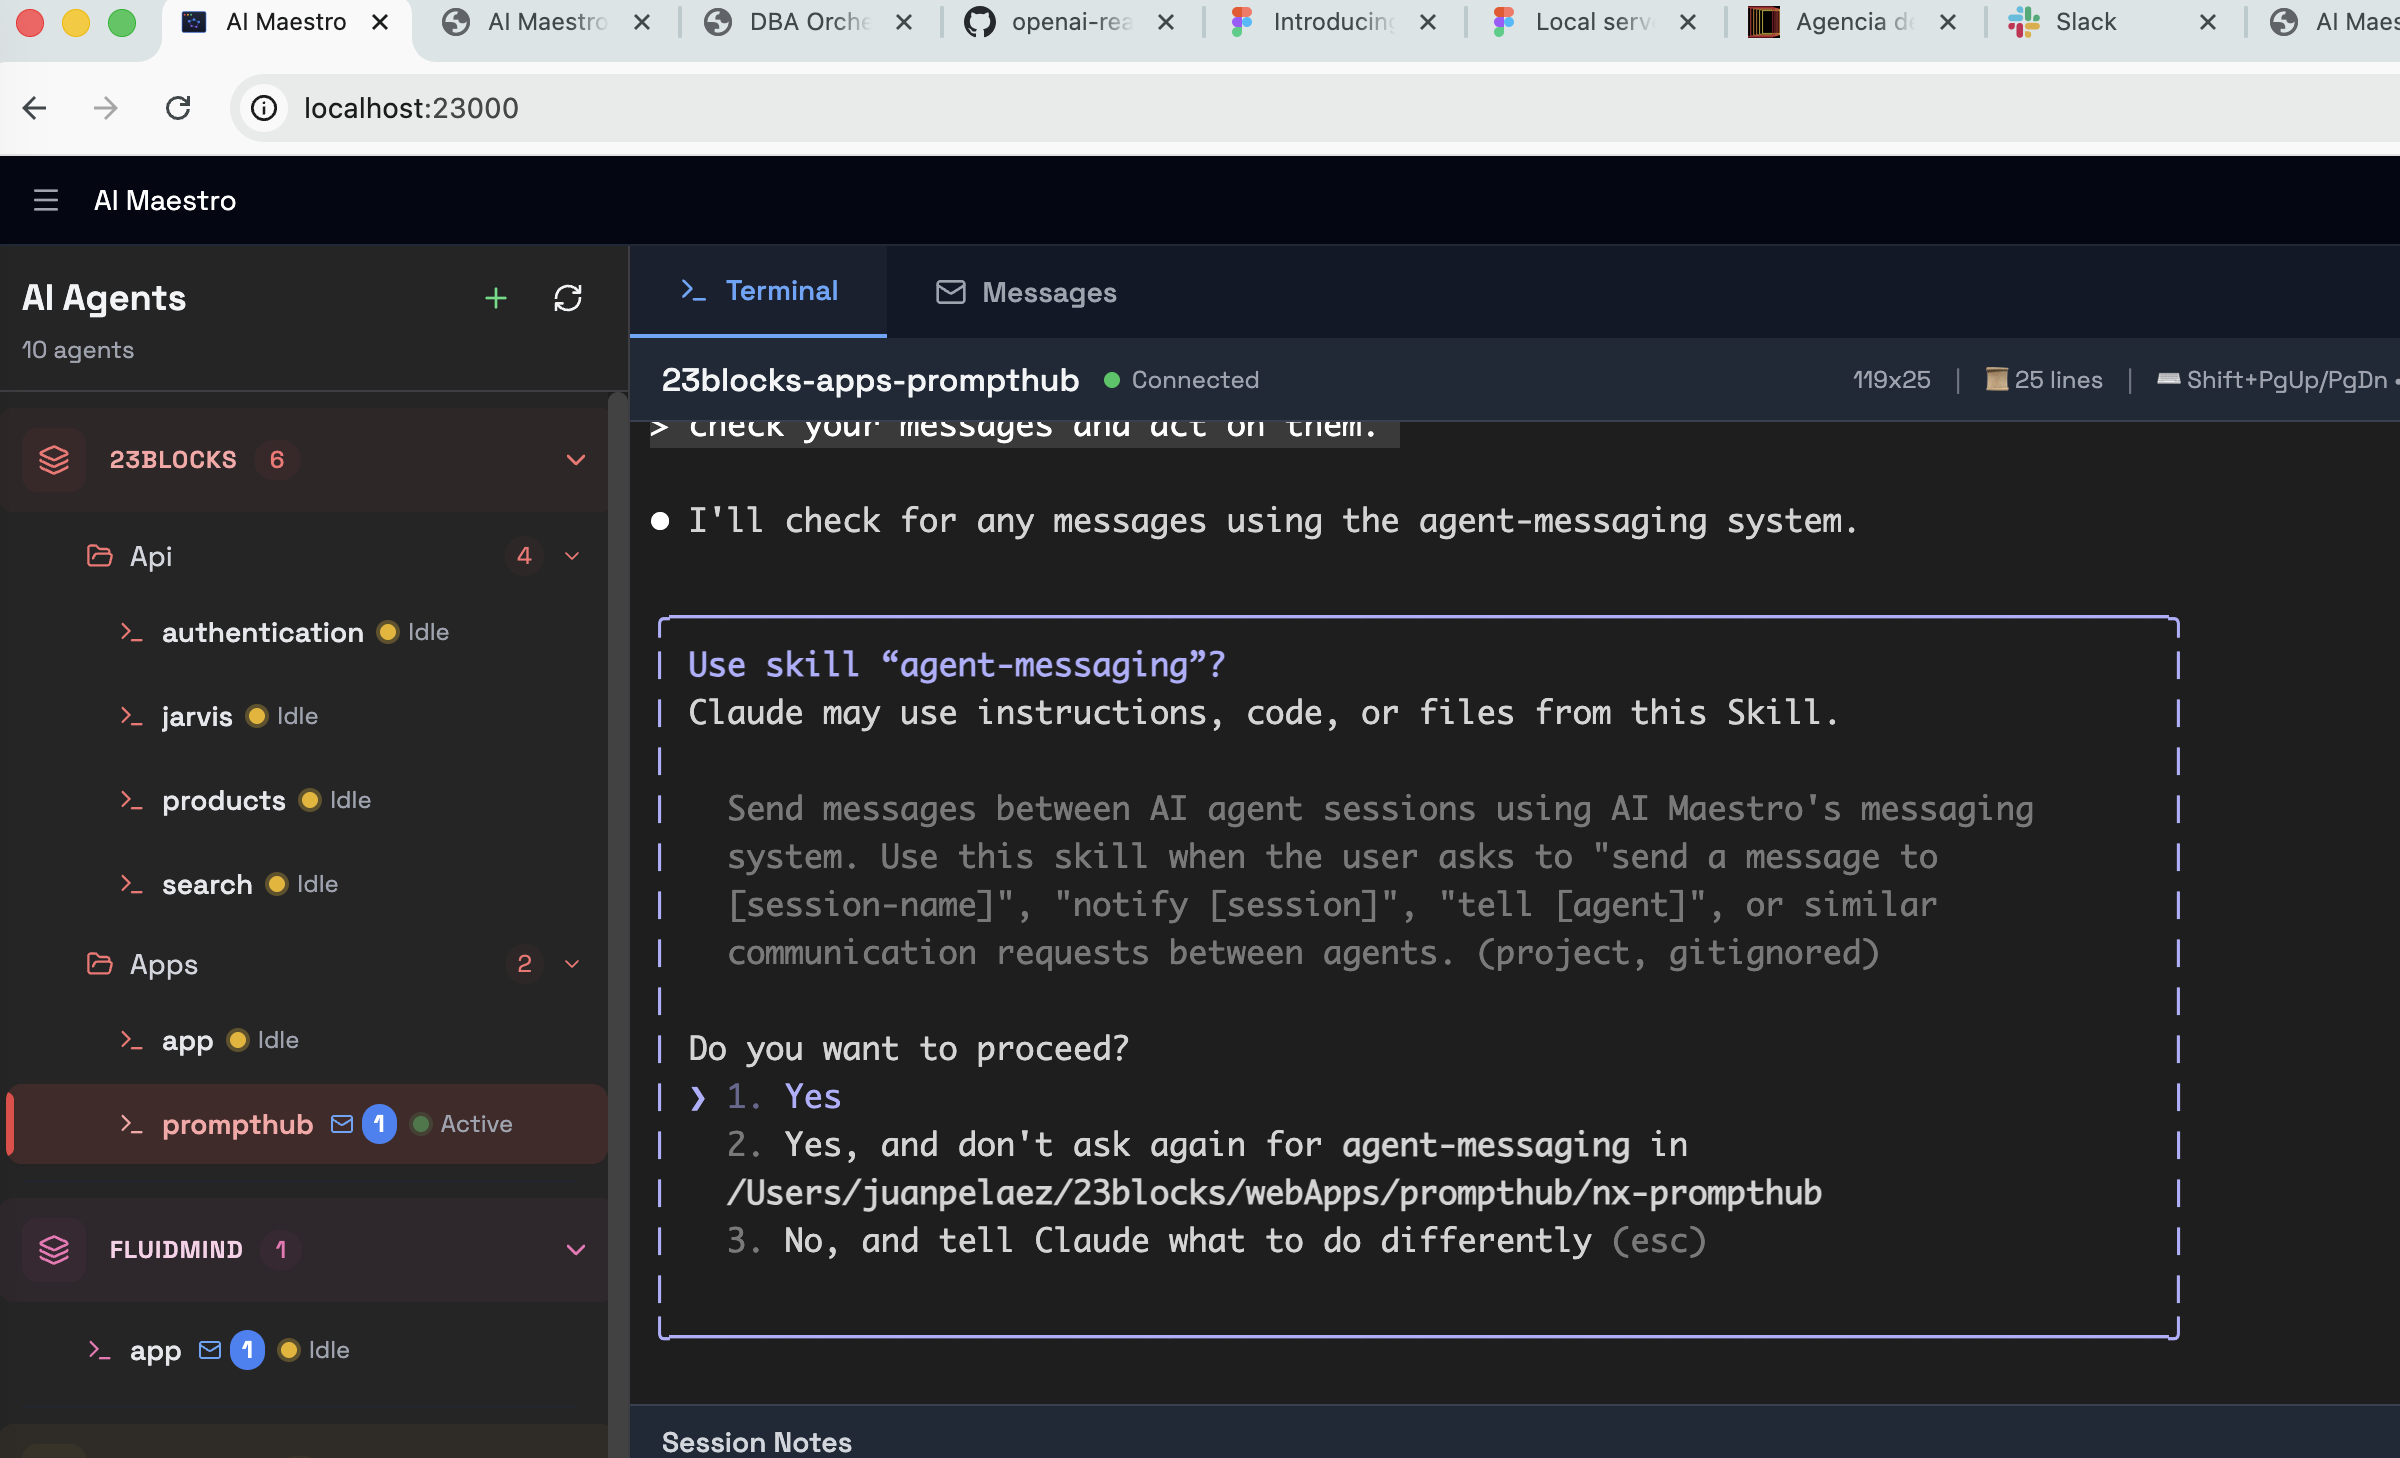 AI Maestro
AI Maestro
DBA Orche
openai-rea
Introducing
Local serv
Agencia de
Slack
AI Maes
localhost:23000
AI Maestro
AI Agents
10 agents
23BLOCKS 6
Api 4
authentication Idle
jarvis Idle
products Idle
search Idle
Apps 2
app Idle
prompthub 1 Active
FLUIDMIND 1
app 1 Idle
Terminal
Messages
23blocks-apps-prompthub Connected
119x25 | 25 lines | Shift+PgUp/PgDn •
> check your messages and act on them.
● I'll check for any messages using the agent-messaging system.
Use skill “agent-messaging”?
Claude may use instructions, code, or files from this Skill.
Send messages between AI agent sessions using AI Maestro's messaging
system. Use this skill when the user asks to "send a message to
[session-name]", "notify [session]", "tell [agent]", or similar
communication requests between agents. (project, gitignored)
Do you want to proceed?
❯ 1. Yes
2. Yes, and don't ask again for agent-messaging in
/Users/juanpelaez/23blocks/webApps/prompthub/nx-prompthub
3. No, and tell Claude what to do differently (esc)
Session Notes